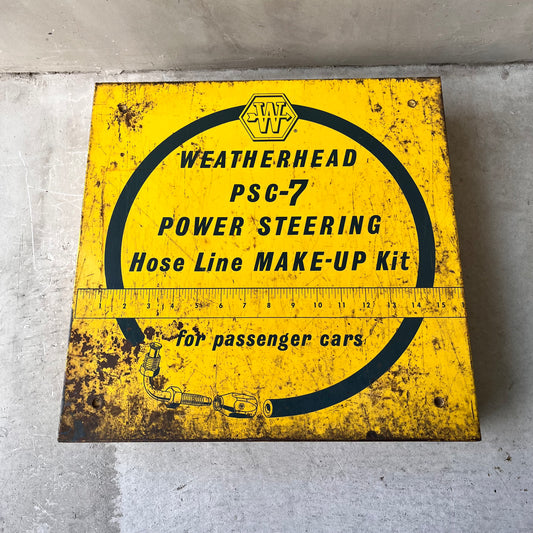 W
WEATHERHEAD
PSC-7
POWER STEERING
Hose Line MAKE-UP Kit
1 2 3 4 5 6 7 8 9 10 11 12 13 14 15
for passenger cars